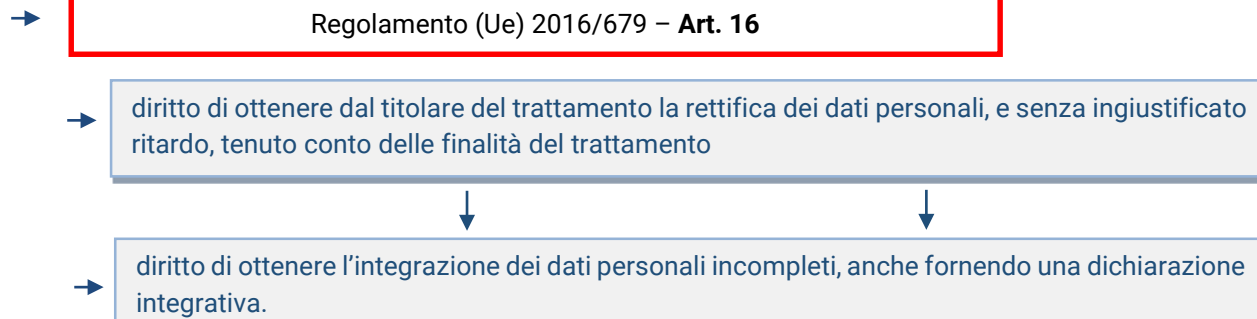 Regolamento (Ue) 2016/679 – Art. 16
diritto di ottenere dal titolare del trattamento la rettifica dei dati personali, e senza ingiustificato
ritardo, tenuto conto delle finalità del trattamento
diritto di ottenere l’integrazione dei dati personali incompleti, anche fornendo una dichiarazione
integrativa.